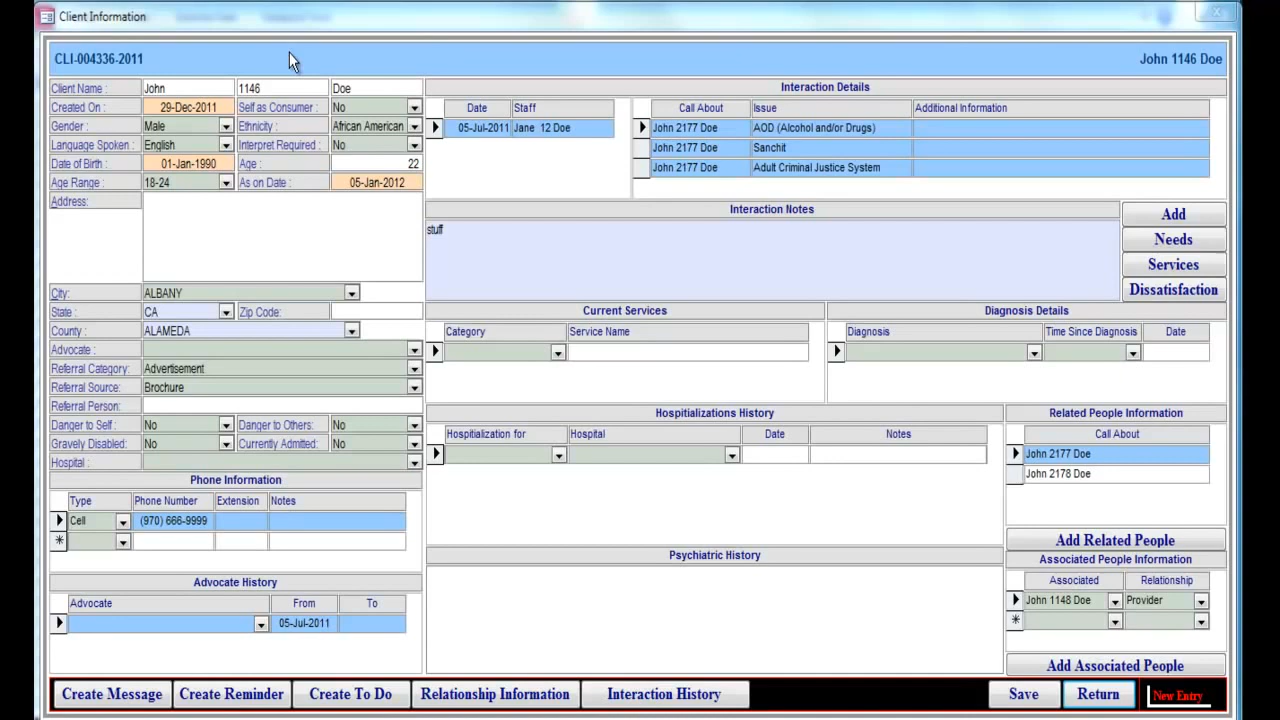 Client Information
CLI-004336-2011 John 1146 Doe
Client Name : John 1146 Doe
Created On : 29-Dec-2011 Self as Consumer : No
Gender : Male Ethnicity : African American
Language Spoken : English Interpret Required : No
Date of Birth : 01-Jan-1990 Age : 22
Age Range : 18-24 As on Date : 05-Jan-2012
Address:
City: ALBANY
State : CA Zip Code:
County : ALAMEDA
Advocate :
Referral Category: Advertisement
Referral Source: Brochure
Referral Person:
Danger to Self : No Danger to Others: No
Gravely Disabled: No Currently Admitted: No
Hospital :
Phone Information
Type Phone Number Extension Notes
Cell (970) 666-9999
Advocate History
Advocate From To
05-Jul-2011
Interaction Details
Date Staff
05-Jul-2011 Jane 12 Doe
Call About Issue Additional Information
John 2177 Doe AOD (Alcohol and/or Drugs)
John 2177 Doe Sanchit
John 2177 Doe Adult Criminal Justice System
Interaction Notes
stuff
Add
Needs
Services
Dissatisfaction
Current Services
Category Service Name
Diagnosis Details
Diagnosis Time Since Diagnosis Date
Hospitializations History
Hospitialization for Hospital Date Notes
Related People Information
Call About
John 2177 Doe
John 2178 Doe
Add Related People
Psychiatric History
Associated People Information
Associated Relationship
John 1148 Doe Provider
Add Associated People
Create Message Create Reminder Create To Do Relationship Information Interaction History Save Return New Entry